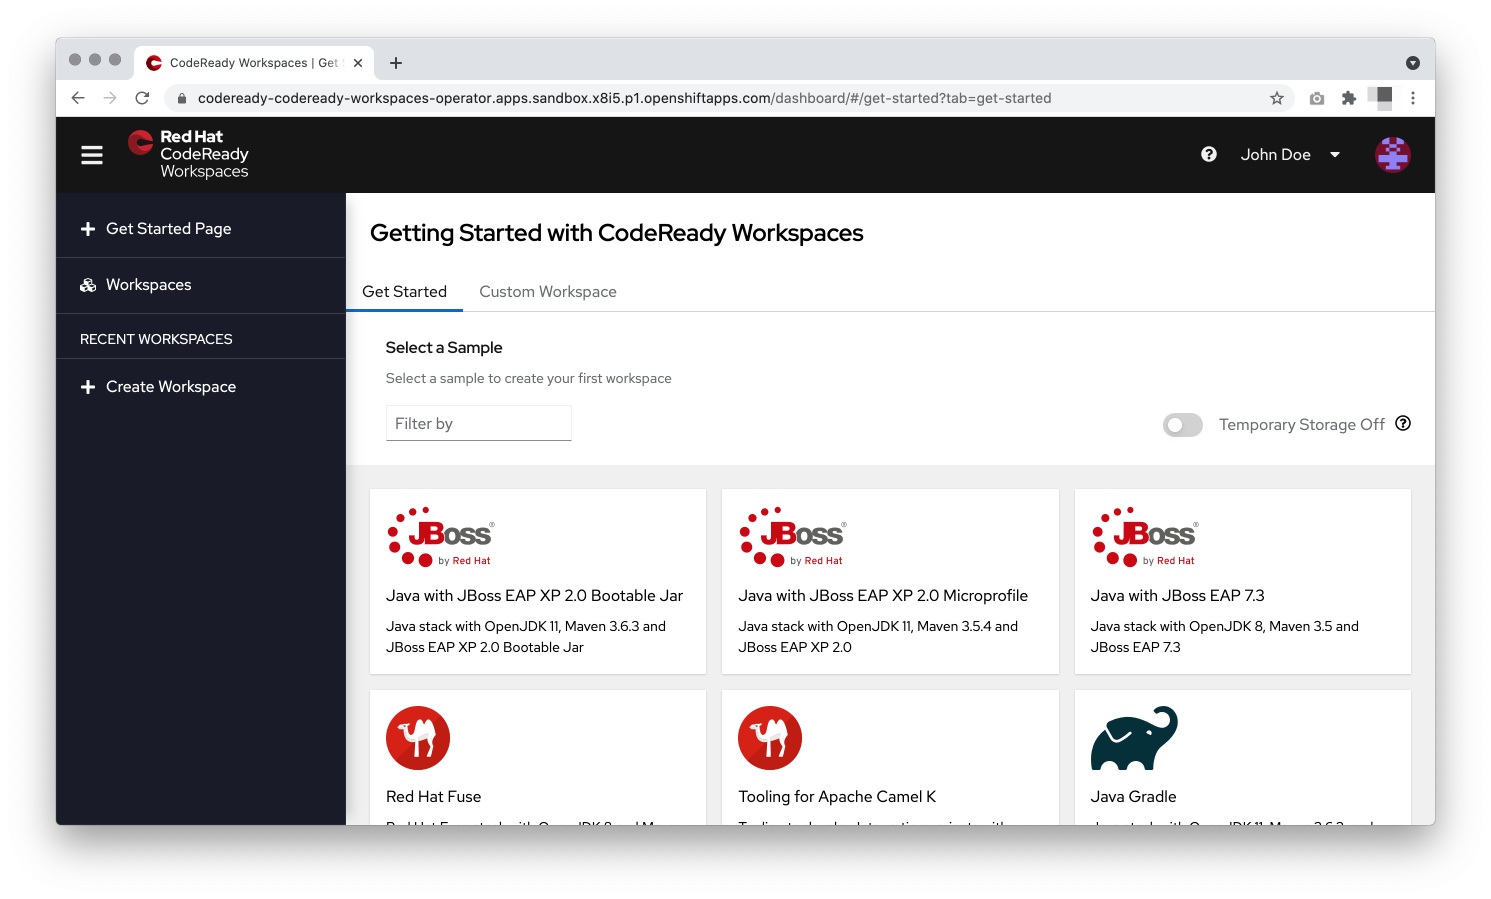 CodeReady Workspaces | Get
codeready-codeready-workspaces-operator.apps.sandbox.x8i5.p1.openshiftapps.com/dashboard/#/get-started?tab=get-started
Red Hat
CodeReady
Workspaces
John Doe
Get Started Page
Workspaces
RECENT WORKSPACES
Create Workspace
Getting Started with CodeReady Workspaces
Get Started
Custom Workspace
Select a Sample
Select a sample to create your first workspace
Filter by
Temporary Storage Off
JBoss®
by Red Hat
Java with JBoss EAP XP 2.0 Bootable Jar
Java stack with OpenJDK 11, Maven 3.6.3 and
JBoss EAP XP 2.0 Bootable Jar
JBoss®
by Red Hat
Java with JBoss EAP XP 2.0 Microprofile
Java stack with OpenJDK 11, Maven 3.5.4 and
JBoss EAP XP 2.0
JBoss®
by Red Hat
Java with JBoss EAP 7.3
Java stack with OpenJDK 8, Maven 3.5 and
JBoss EAP 7.3
Red Hat Fuse
Tooling for Apache Camel K
Java Gradle